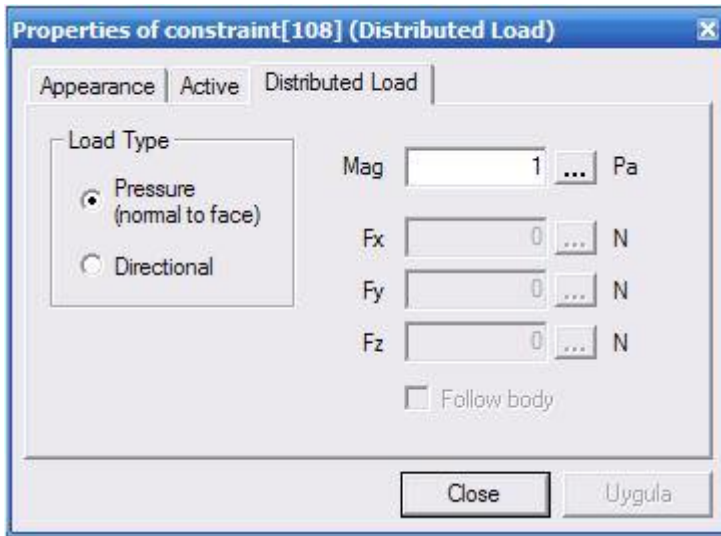 Properties of constraint[108] (Distributed Load)
Appearance Active Distributed Load
Load Type
Pressure
(normal to face)
Directional
Mag 1 ... Pa
Fx 0 ... N
Fy 0 ... N
Fz 0 ... N
Follow body
Close Uygula